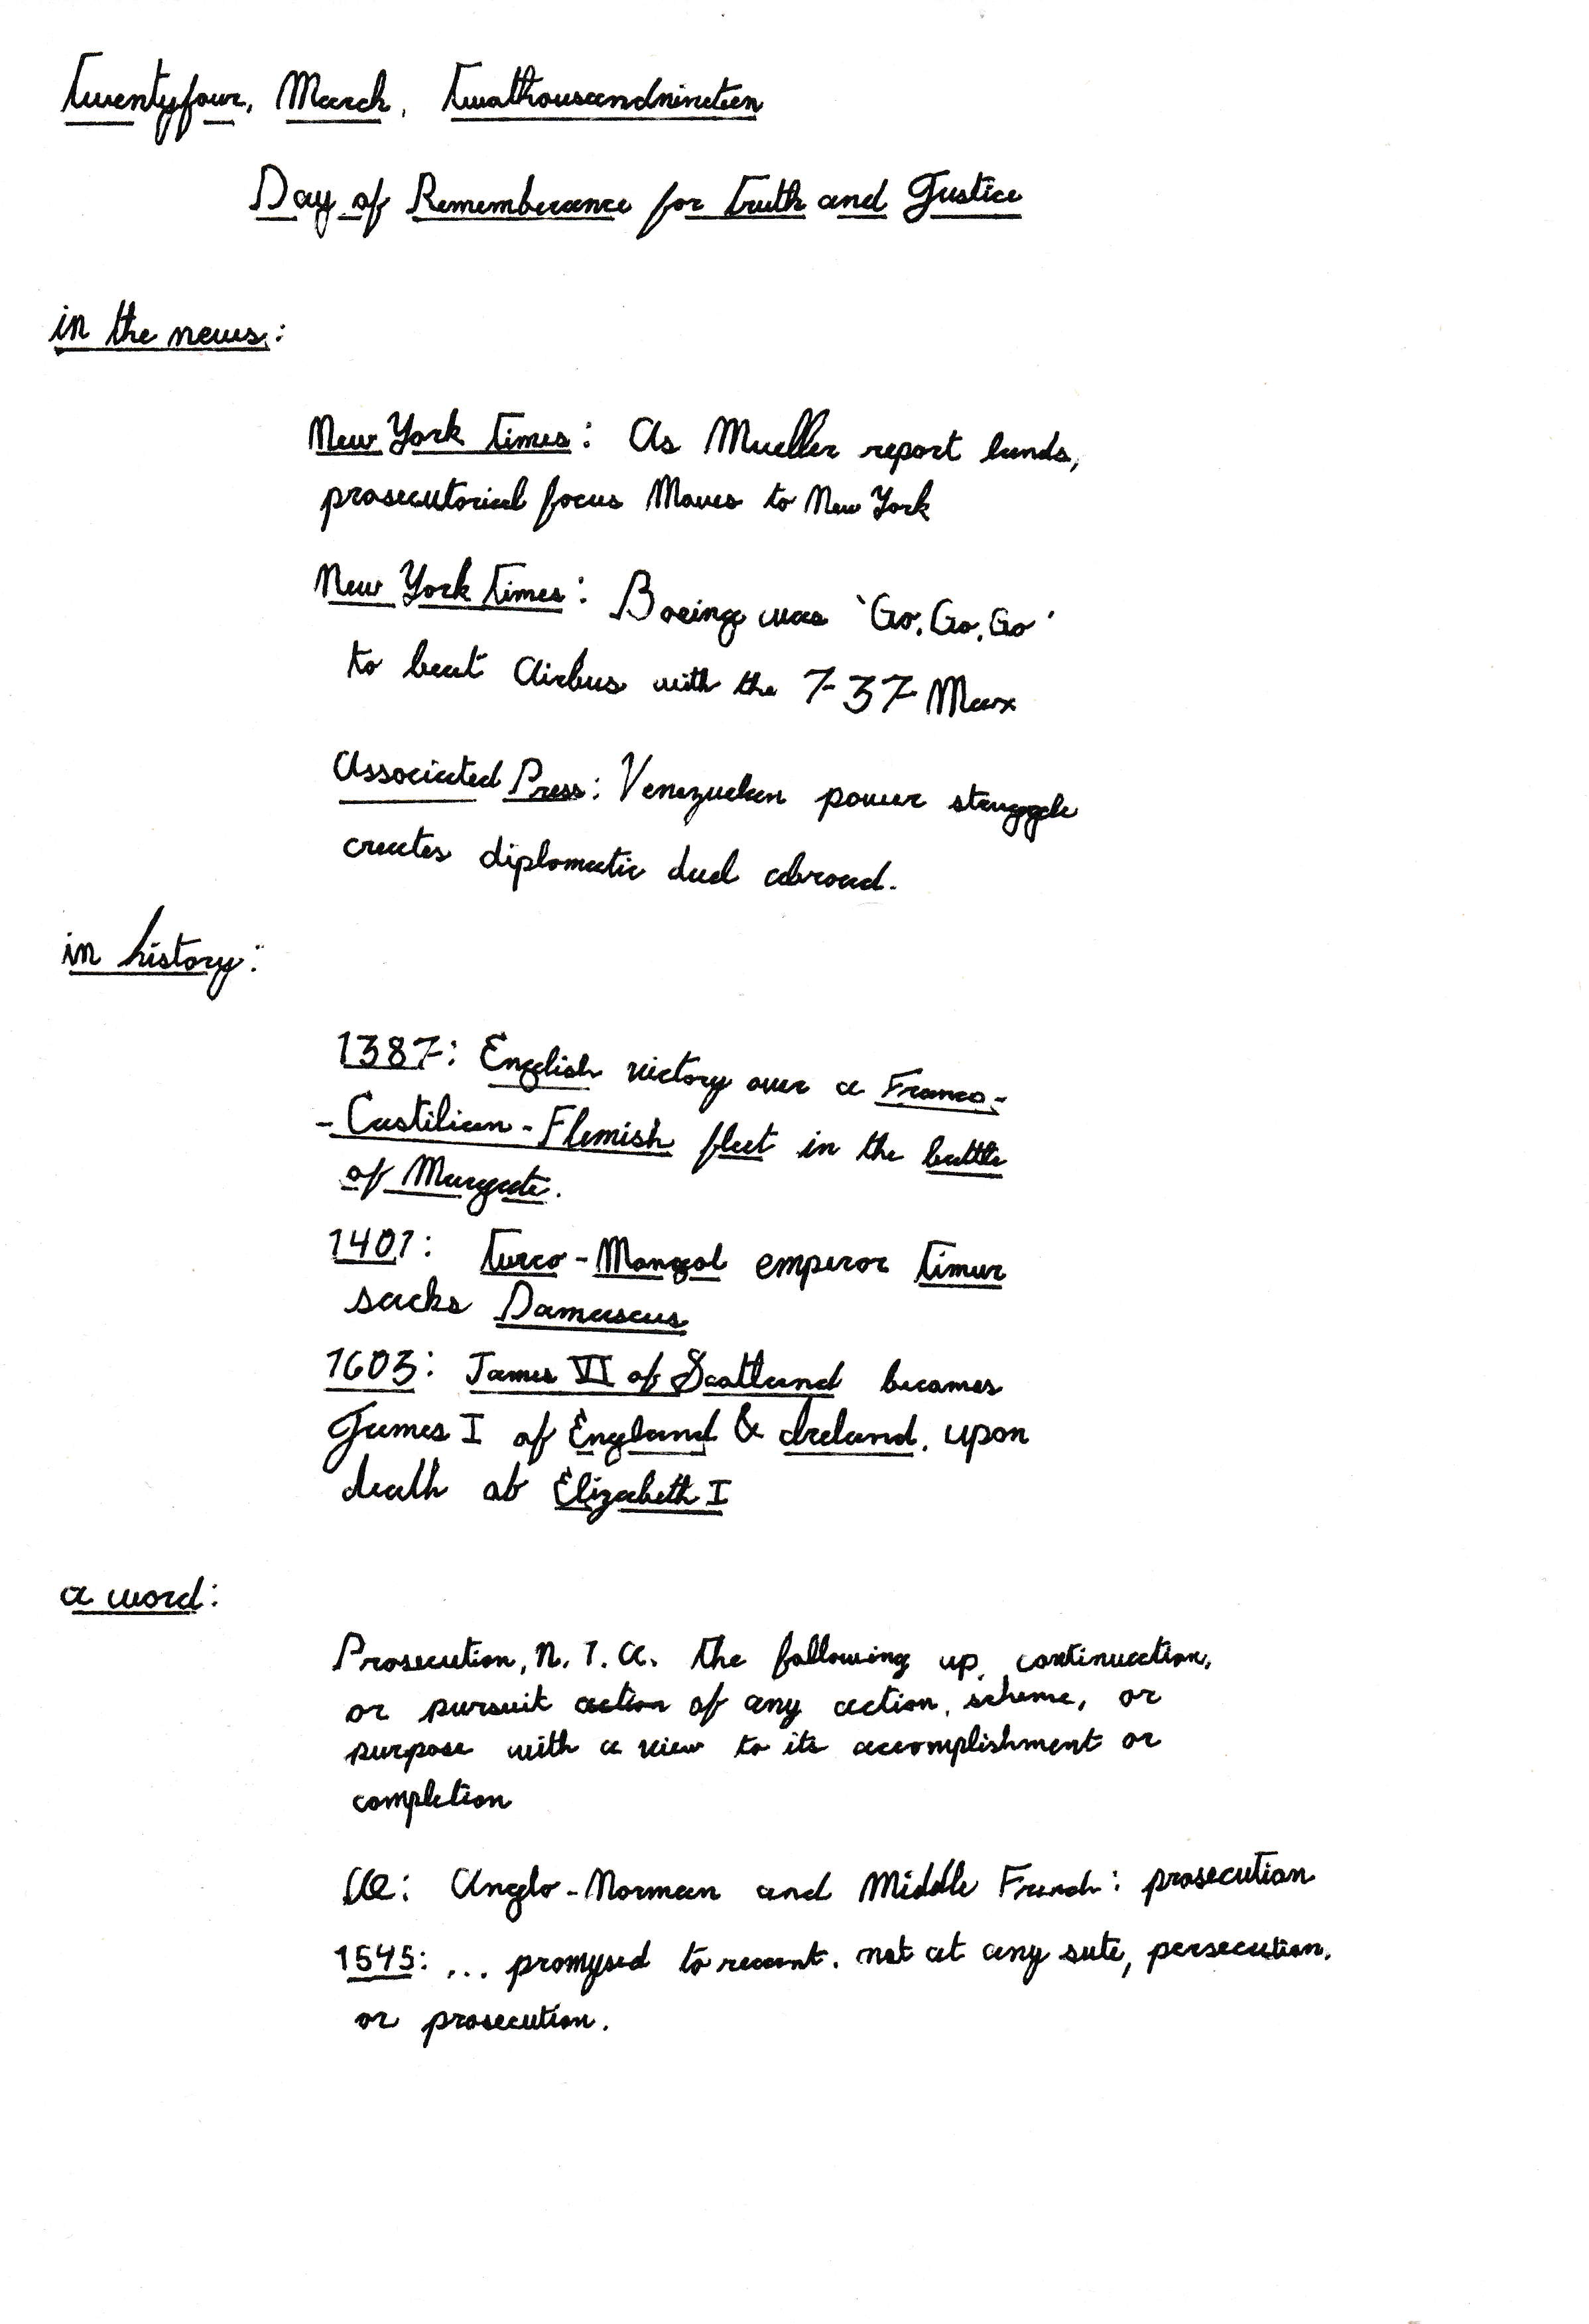 Twentyfour, March, Twothousandnineteen
Day of Rememberance for Truth and Justice
in the news:
New York Times: As Mueller report lands,
prosecutorial focus Moves to New York
New York Times: Boeing was 'Go, Go, Go'
to beat Airbus with the 737 Max
Associated Press: Venezuelan power struggle
creates diplomatic duel abroad.
in history:
1387: English victory over a Franco-
-Castilian-Flemish fleet in the battle
of Margate.
1401: Turco-Mongol emperor Timur
sacks Damascus
1603: James VI of Scotland becomes
James I of England & Ireland, upon
death of Elizabeth I
a word:
Prosecution, N. 1. a. The following up, continuation,
or pursuit action of any action, scheme, or
purpose with a view to its accomplishment or
completion
Anglo-Norman and Middle French: prosecution
1545: ... promysed to recant, not at any sute, persecution,
or prosecution.